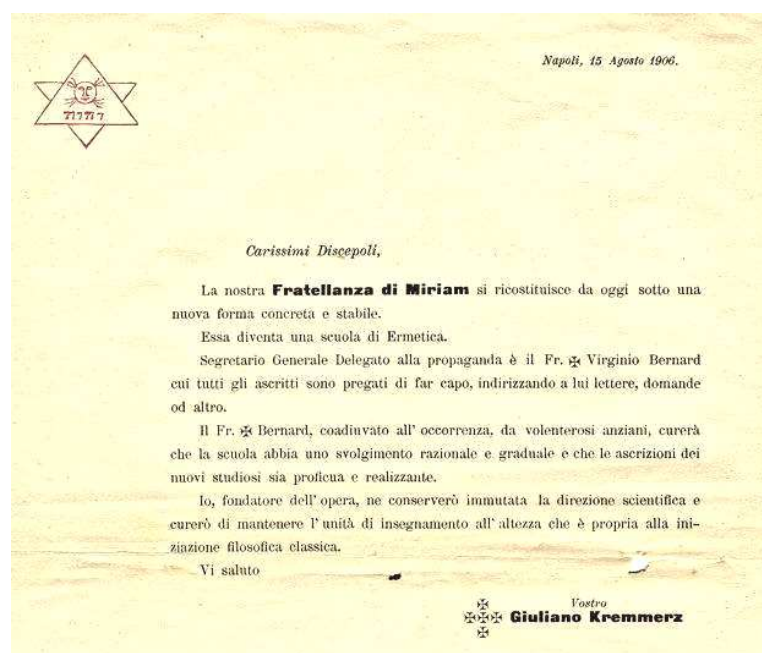 Napoli, 15 Agosto 1906.
Carissimi Discepoli,
La nostra Fratellanza di Miriam si ricostituisce da oggi sotto una
nuova forma concreta e stabile.
Essa diventa una scuola di Ermetica.
Segretario Generale Delegato alla propaganda è il Fr. ✠ Virginio Bernard
cui tutti gli ascritti sono pregati di far capo, indirizzando a lui lettere, domande
od altro.
Il Fr. ✠ Bernard, coadiuvato all' occorrenza, da volenterosi anziani, curerà
che la scuola abbia uno svolgimento razionale e graduale e che le ascrizioni dei
nuovi studiosi sia proficua e realizzante.
Io, fondatore dell' opera, ne conserverò immutata la direzione scientifica e
curerò di mantenere l' unità di insegnamento all' altezza che è propria alla ini-
ziazione filosofica classica.
Vi saluto
Vostro
Giuliano Kremmerz